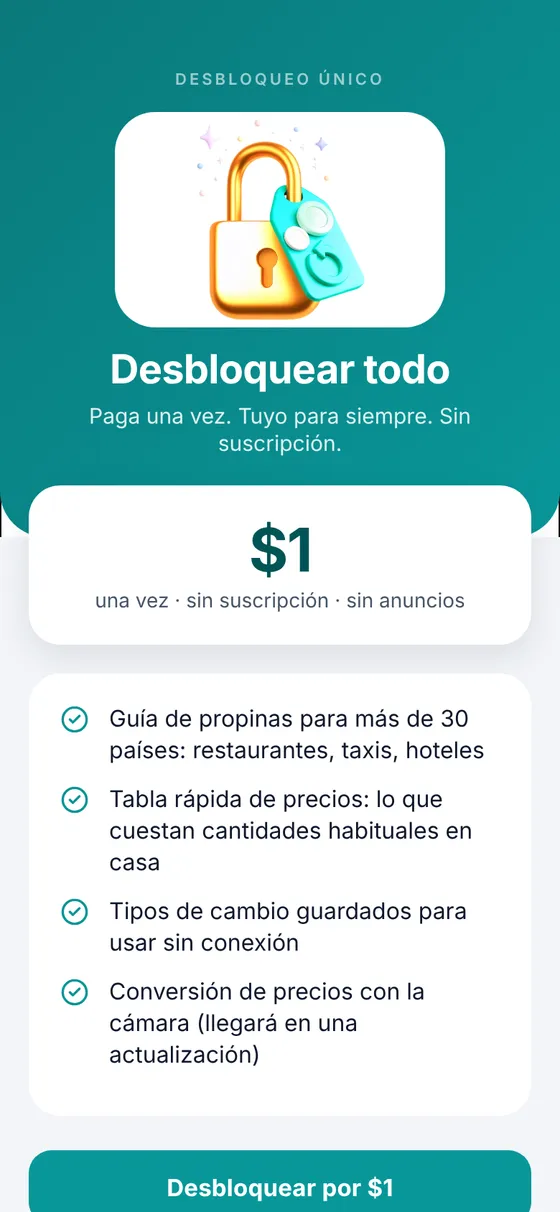 DESBLOQUEO ÚNICO
Desbloquear todo
Paga una vez. Tuyo para siempre. Sin
suscripción.
$1
una vez · sin suscripción · sin anuncios
Guía de propinas para más de 30
países: restaurantes, taxis, hoteles
Tabla rápida de precios: lo que
cuestan cantidades habituales en
casa
Tipos de cambio guardados para
usar sin conexión
Conversión de precios con la
cámara (llegará en una
actualización)
Desbloquear por $1